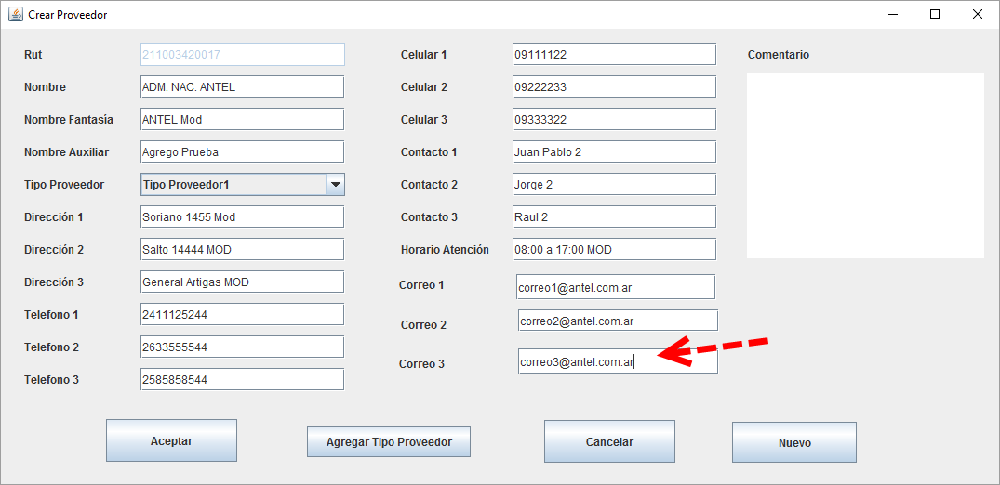 Crear Proveedor
Rut 211003420017
Nombre ADM. NAC. ANTEL
Nombre Fantasía ANTEL Mod
Nombre Auxiliar Agrego Prueba
Tipo Proveedor Tipo Proveedor1
Dirección 1 Soriano 1455 Mod
Dirección 2 Salto 14444 MOD
Dirección 3 General Artigas MOD
Telefono 1 2411125244
Telefono 2 2633555544
Telefono 3 2585858544
Celular 1 09111122
Celular 2 09222233
Celular 3 09333322
Contacto 1 Juan Pablo 2
Contacto 2 Jorge 2
Contacto 3 Raul 2
Horario Atención 08:00 a 17:00 MOD
Correo 1 correo1@antel.com.ar
Correo 2 correo2@antel.com.ar
Correo 3 correo3@antel.com.ar
Comentario
Aceptar
Agregar Tipo Proveedor
Cancelar
Nuevo